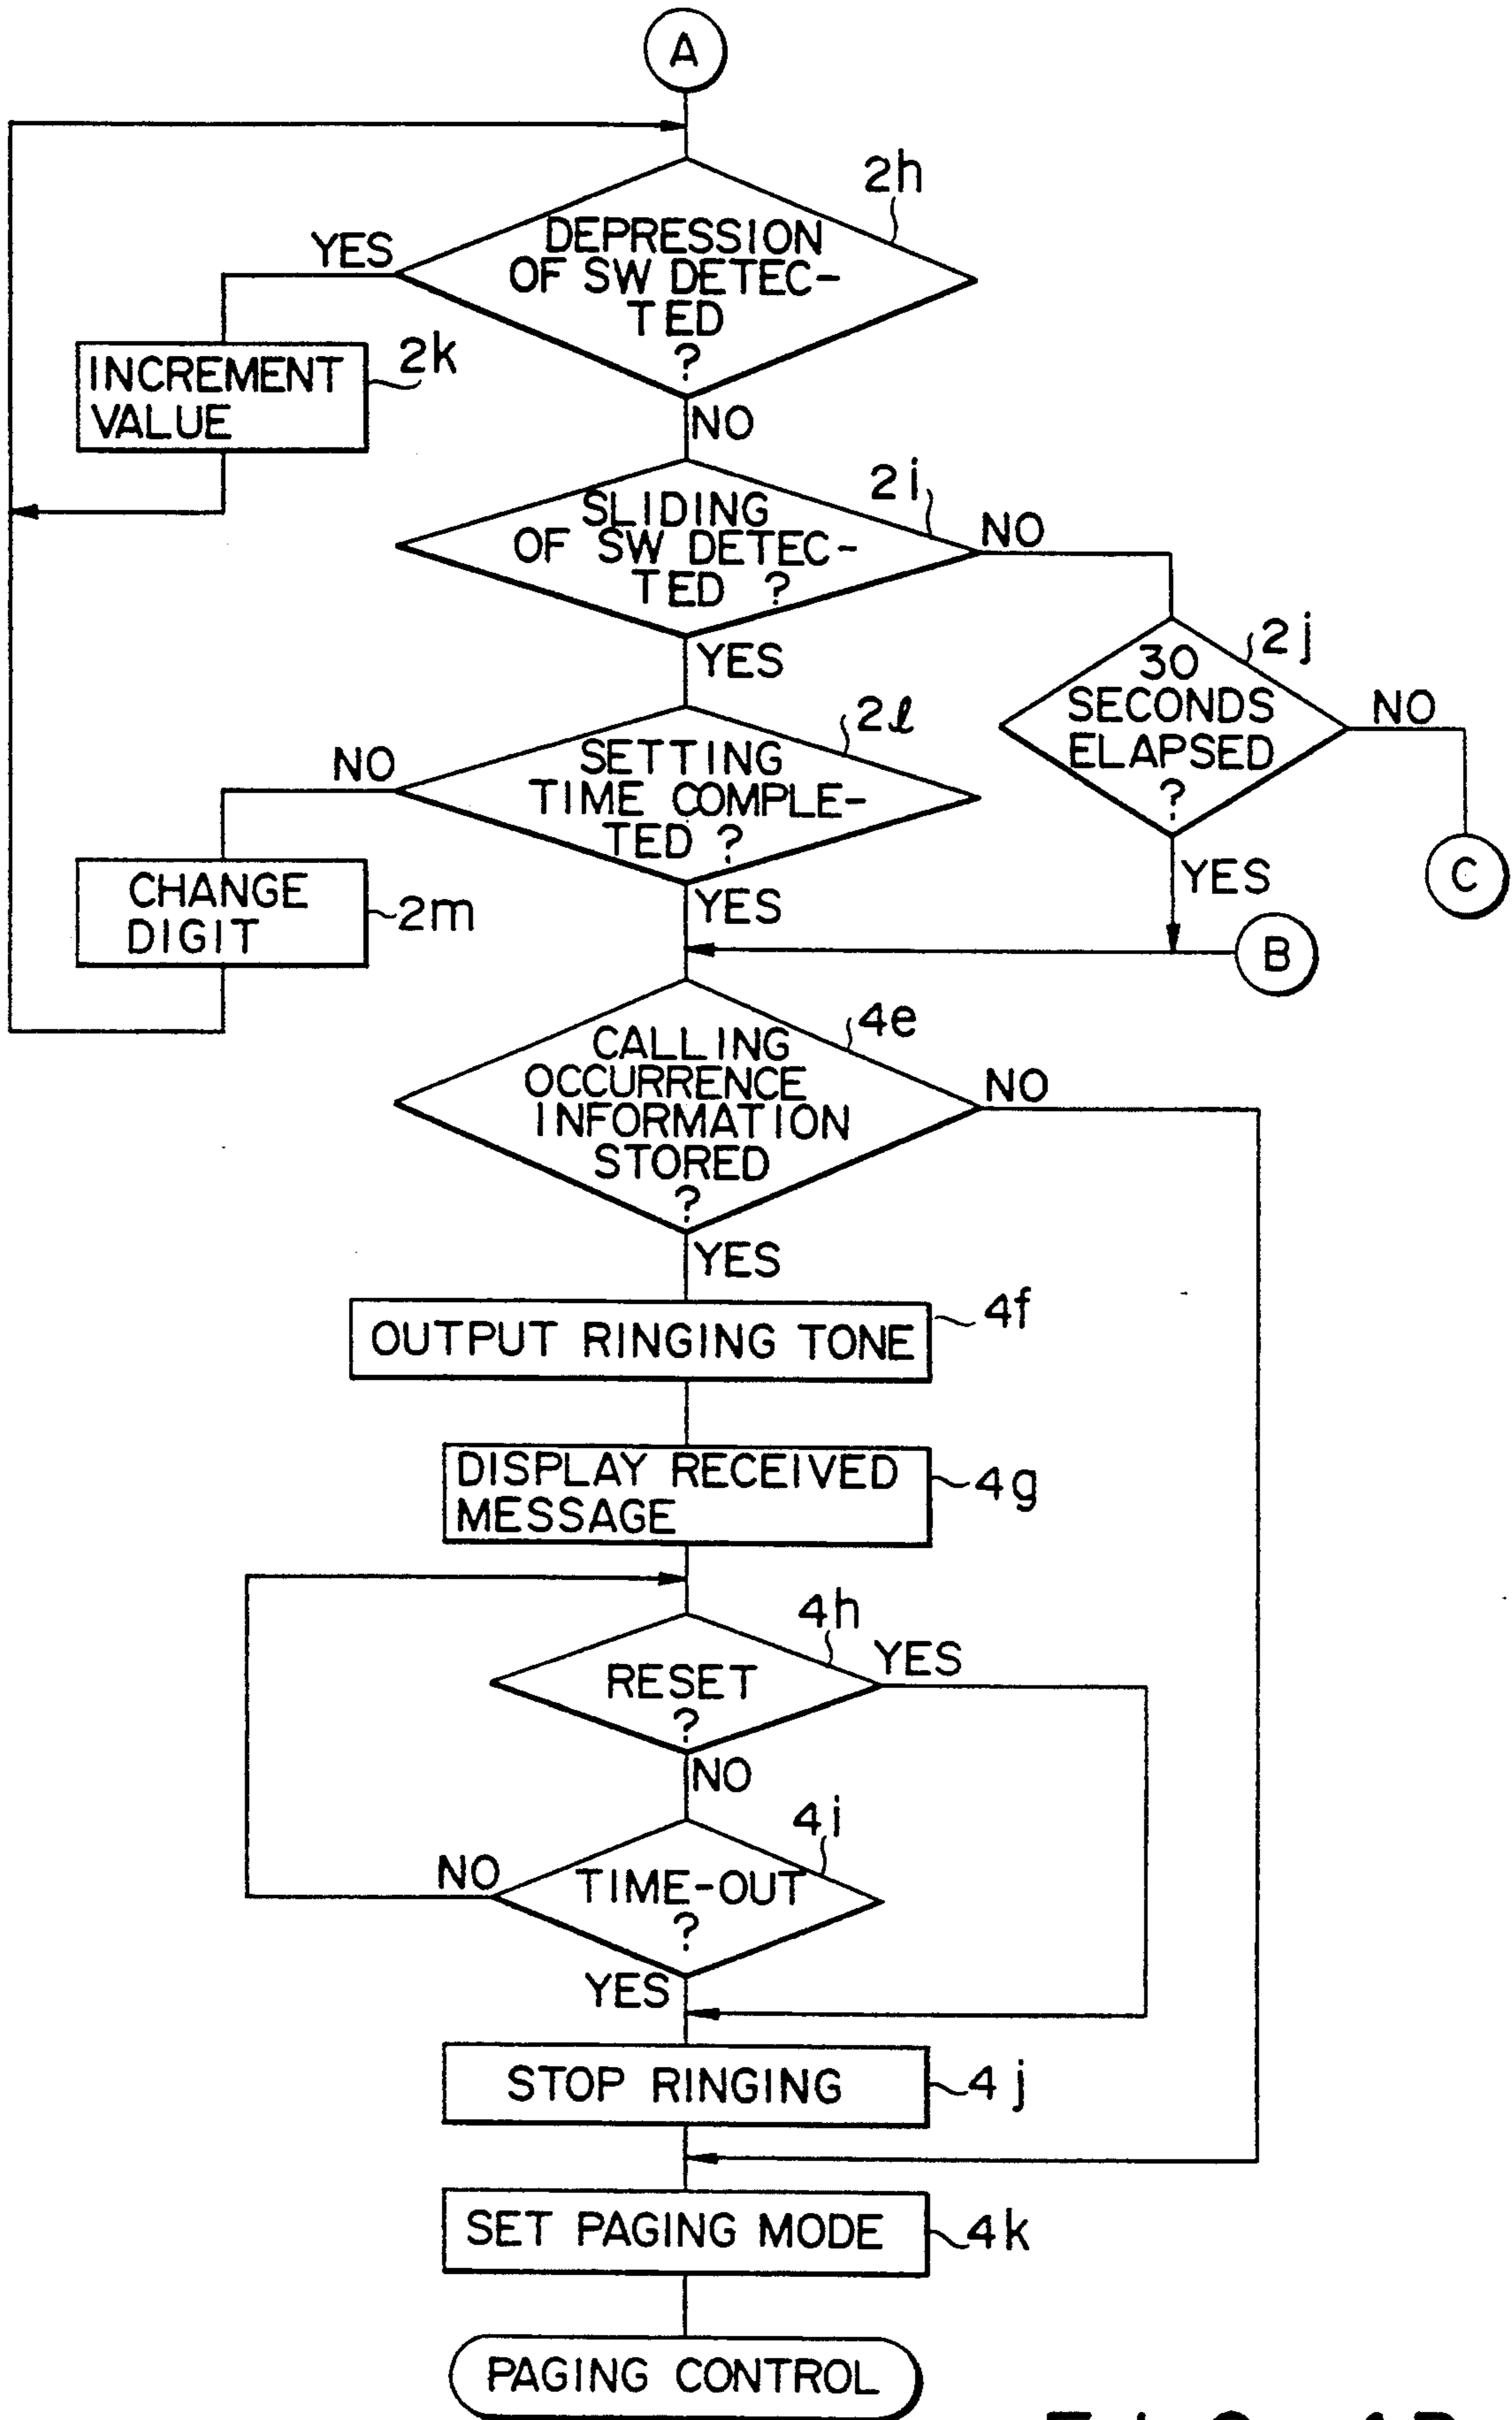 A
2h
DEPRESSION
OF SW DETEC-
TED
?
YES
INCREMENT
VALUE
2k
NO
2i
SLIDING
OF SW DETEC-
TED ?
NO
YES
2j
30
SECONDS
ELAPSED
?
NO
C
YES
B
2ℓ
SETTING
TIME COMPLE-
TED ?
NO
CHANGE
DIGIT
2m
YES
4e
CALLING
OCCURRENCE
INFORMATION
STORED
?
NO
YES
OUTPUT RINGING TONE
4f
DISPLAY RECEIVED
MESSAGE
4g
4h
RESET
?
YES
NO
4i
TIME-OUT
?
NO
YES
STOP RINGING
4j
SET PAGING MODE
4k
PAGING CONTROL